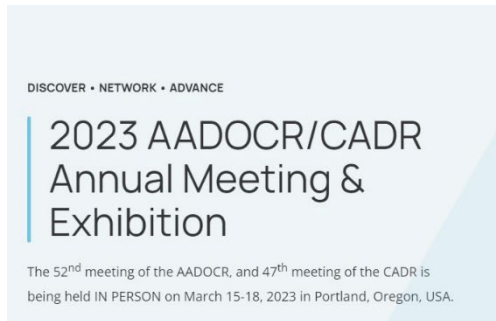 DISCOVER • NETWORK • ADVANCE
2023 AADOCR/CADR
Annual Meeting &
Exhibition
The 52nd meeting of the AADOCR, and 47th meeting of the CADR is
being held IN PERSON on March 15-18, 2023 in Portland, Oregon, USA.